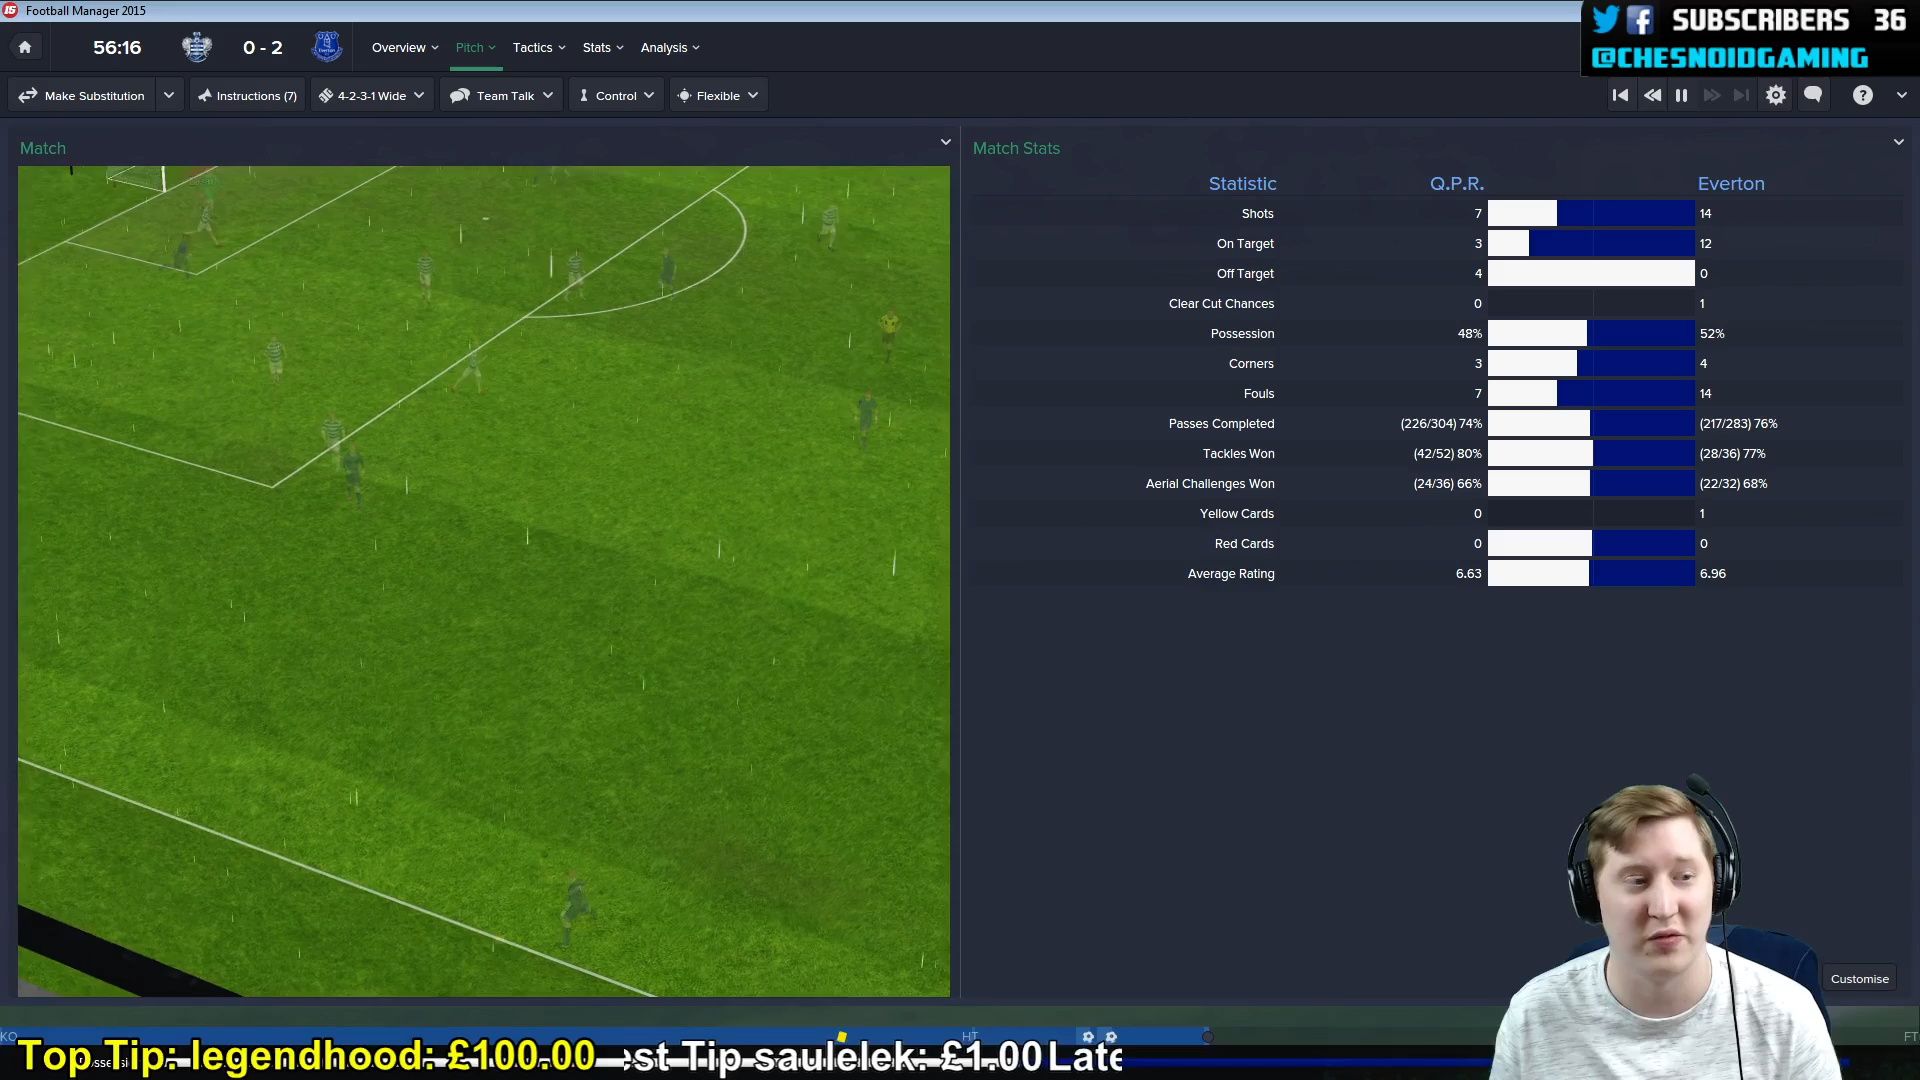 Football Manager 2015
SUBSCRIBERS 36
@CHESNOIDGAMING
56:16 0 - 2 Overview Pitch Tactics Stats Analysis
Make Substitution Instructions (7) 4-2-3-1 Wide Team Talk Control Flexible
Match
Match Stats
Statistic Q.P.R. Everton
Shots 7 14
On Target 3 12
Off Target 4 0
Clear Cut Chances 0 1
Possession 48% 52%
Corners 3 4
Fouls 7 14
Passes Completed (226/304) 74% (217/283) 76%
Tackles Won (42/52) 80% (28/36) 77%
Aerial Challenges Won (24/36) 66% (22/32) 68%
Yellow Cards 0 1
Red Cards 0 0
Average Rating 6.63 6.96
Customise
KO HT FT
Top Tip: legendhood: £100.00 est Tip saulelek: £1.00 Late